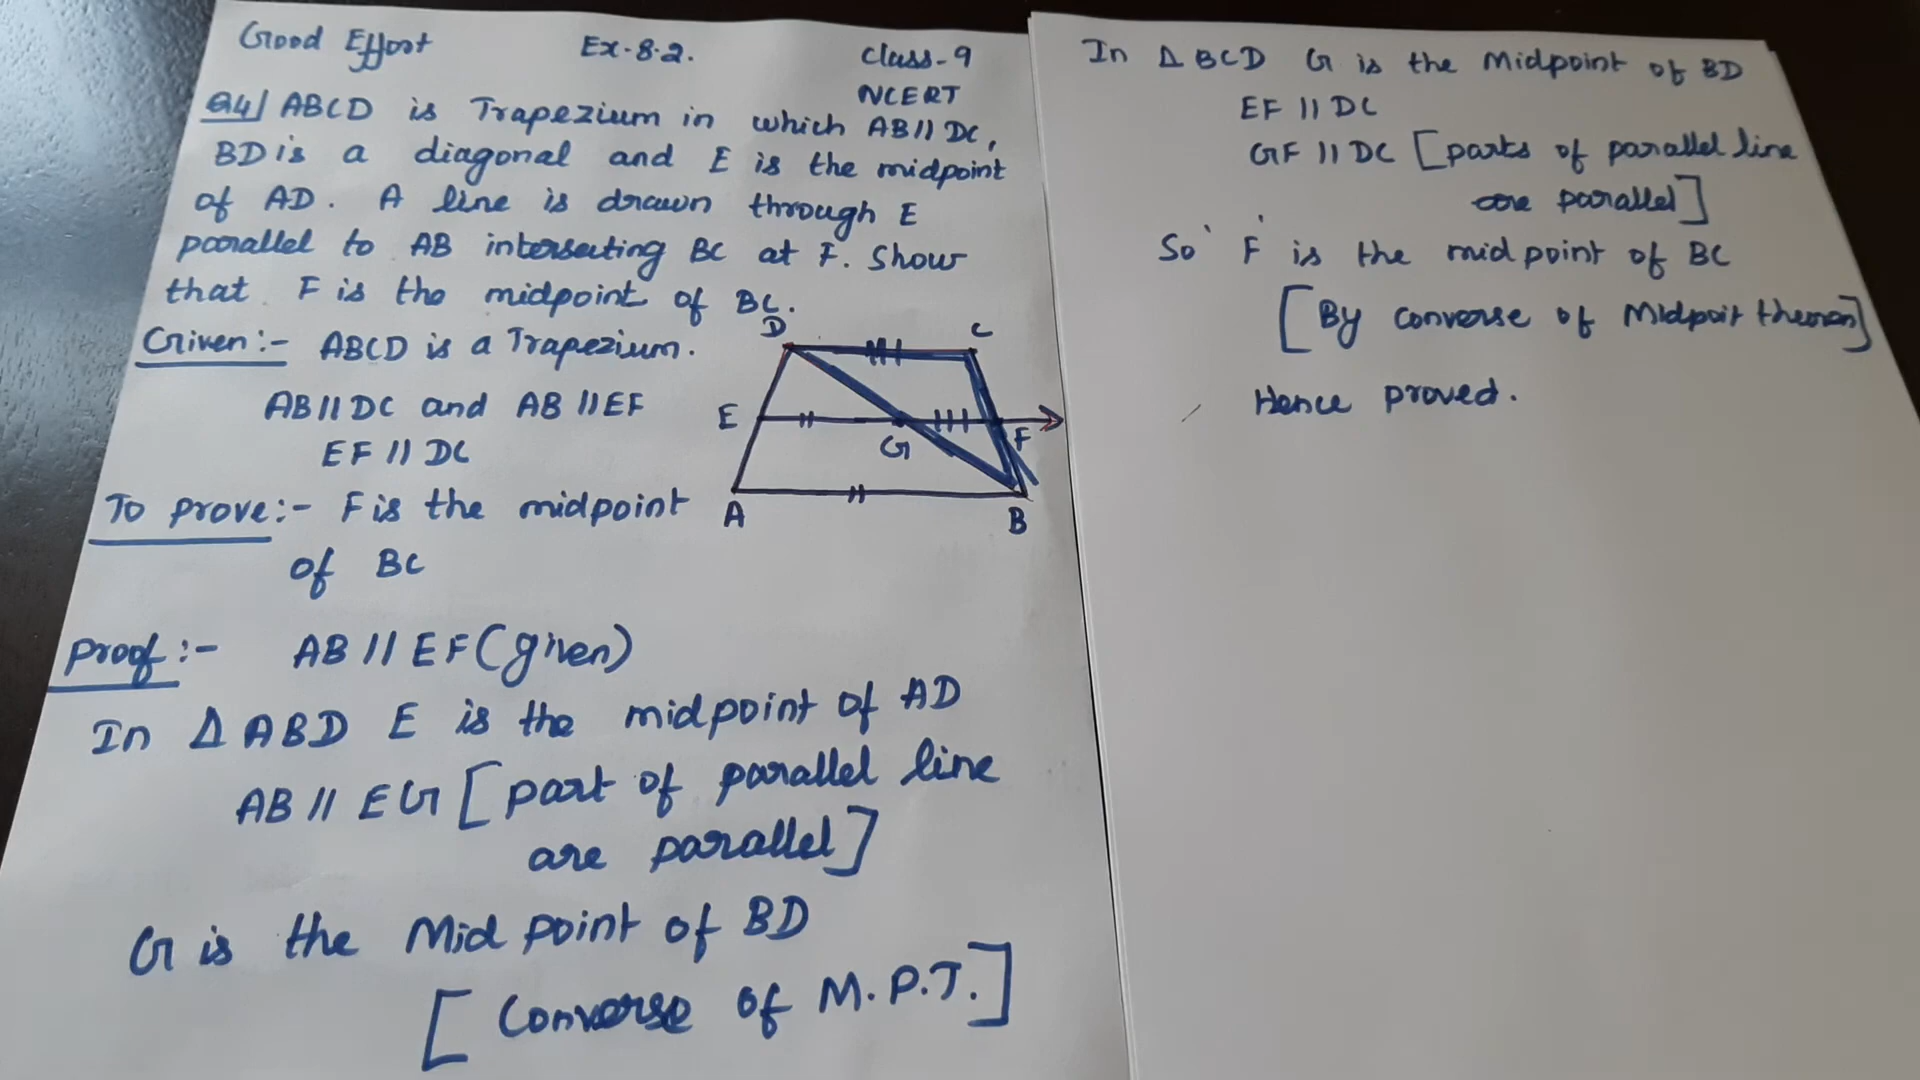 Good Effort Ex-8.2. Class-9
NCERT
Q4/ ABCD is Trapezium in which AB || DC,
BD is a diagonal and E is the midpoint
of AD. A line is drawn through E
parallel to AB intersecting BC at F. Show
that F is the midpoint of BC.
Given :- ABCD is a Trapezium.
AB || DC and AB || EF
EF || DC
To prove :- F is the midpoint
of BC
D C
E G F
A B
Proof :- AB || EF (given)
In Δ ABD E is the midpoint of AD
AB || EG [part of parallel line
are parallel]
G is the Mid point of BD
[Converse of M.P.T.]
In Δ BCD G is the Midpoint of BD
EF || DC
GF || DC [parts of parallel line
are parallel]
So F is the midpoint of BC
[By converse of Midpoit theorem]
Hence proved.